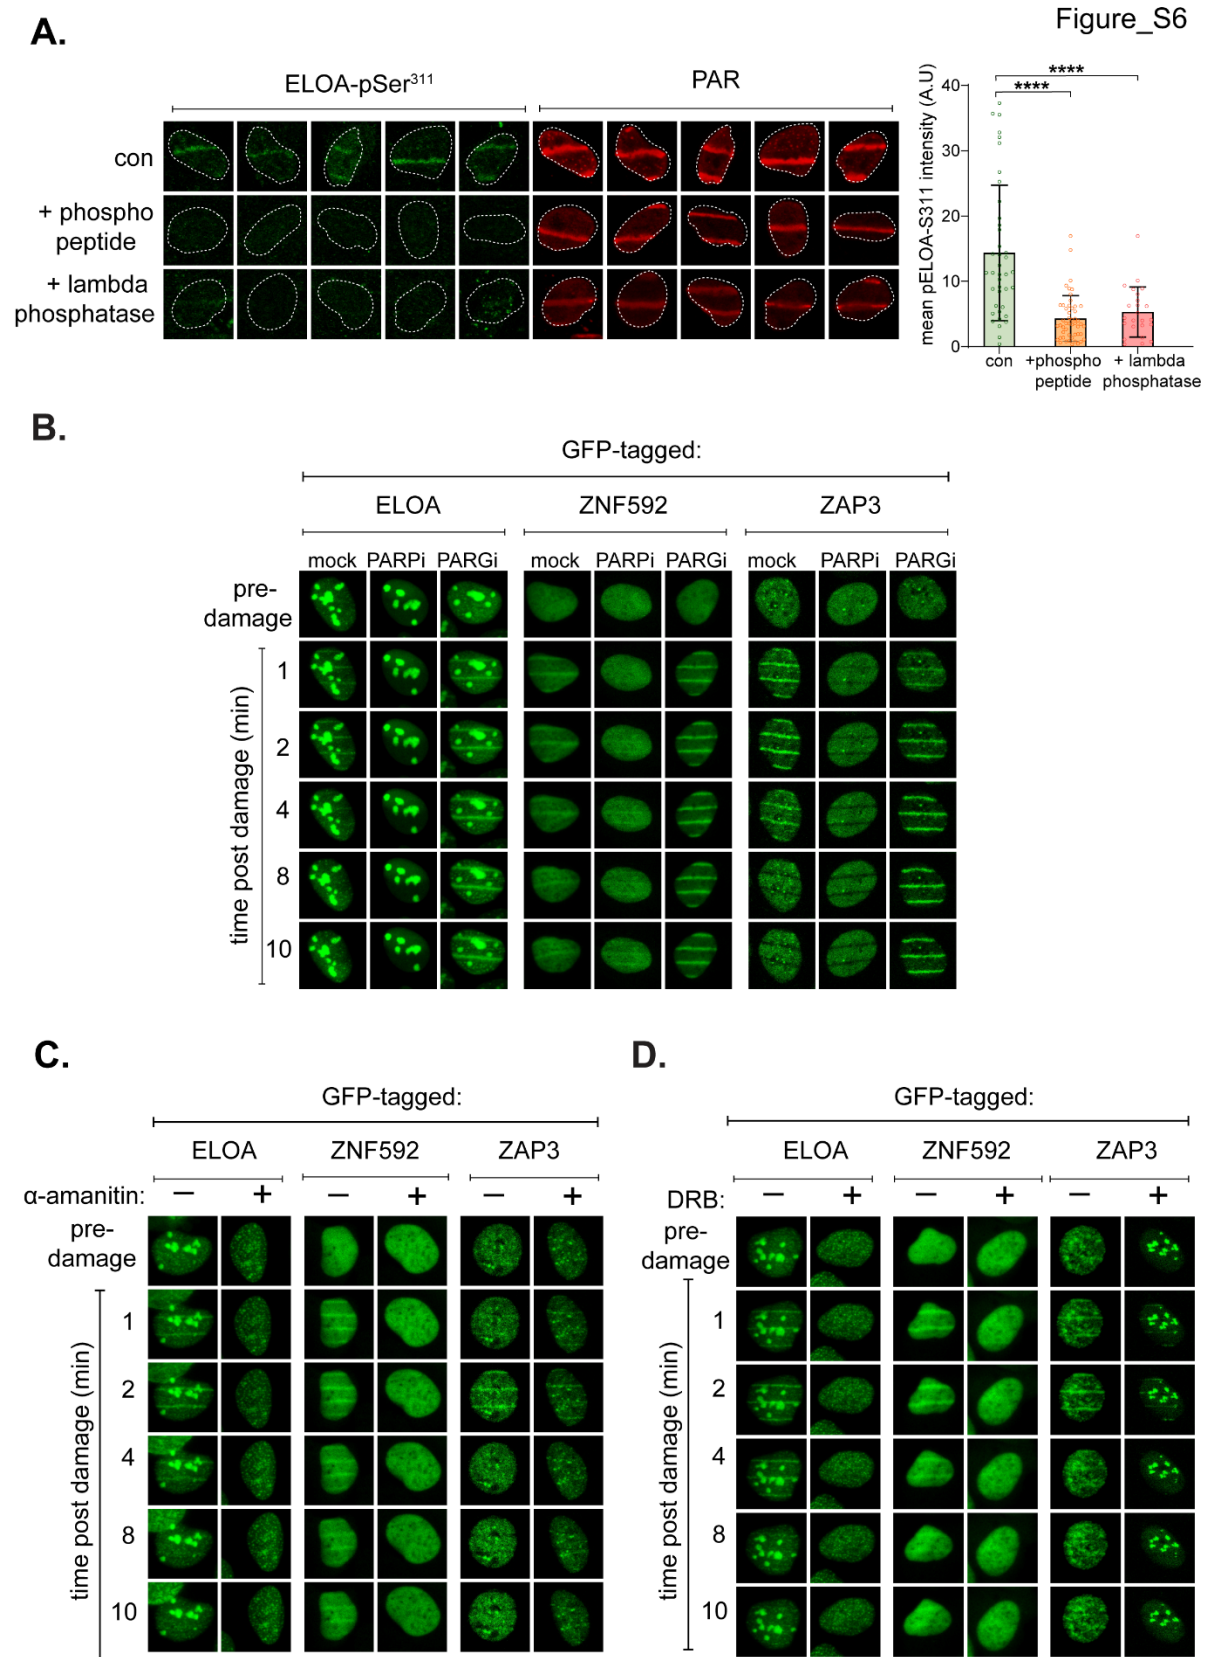 Figure_S6
A.
ELOA-pSer³¹¹
PAR
con
+ phospho
peptide
+ lambda
phosphatase
mean pELOA-S311 intensity (A.U)
40
30
20
10
0
****
****
con
+phospho
peptide
+ lambda
phosphatase
B.
GFP-tagged:
ELOA
ZNF592
ZAP3
mock PARPi PARGi
mock PARPi PARGi
mock PARPi PARGi
pre-
damage
time post damage (min)
1
2
4
8
10
C.
GFP-tagged:
ELOA
ZNF592
ZAP3
α-amanitin: − + − + − +
pre-
damage
time post damage (min)
1
2
4
8
10
D.
GFP-tagged:
ELOA
ZNF592
ZAP3
DRB: − + − + − +
pre-
damage
time post damage (min)
1
2
4
8
10